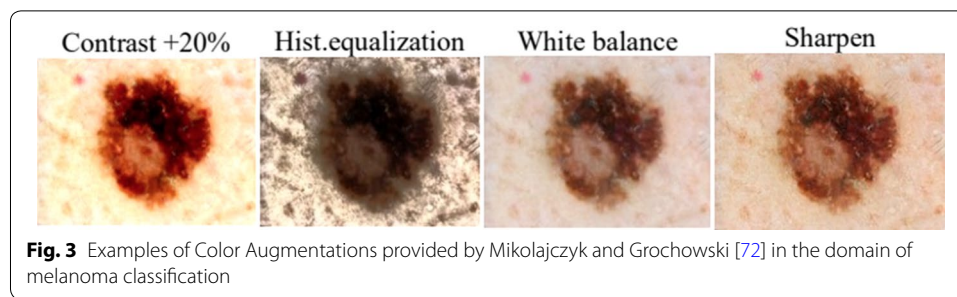 Contrast +20% Hist.equalization White balance Sharpen
Fig. 3 Examples of Color Augmentations provided by Mikolajczyk and Grochowski [72] in the domain of
melanoma classification